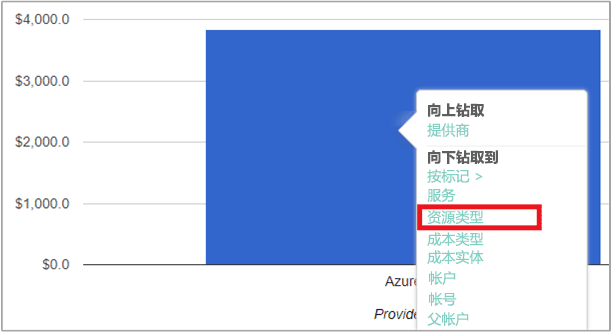 $4,000.0
$3,000.0
$2,000.0
$1,000.0
$0.0
向上钻取
提供商
向下钻取到
按标记 >
服务
资源类型
成本类型
成本实体
帐户
帐号
父帐户
Azure
Provide